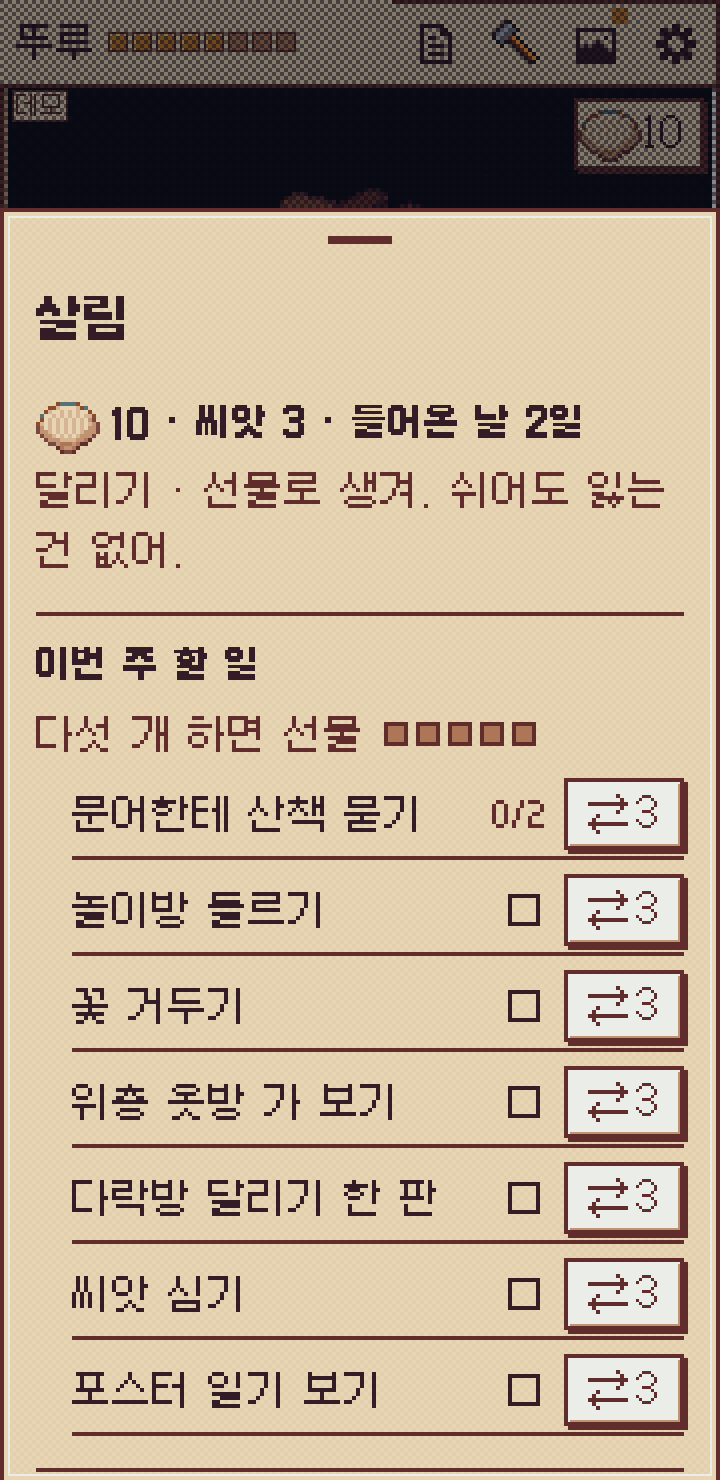 뚜루
데모
10
살림
10 · 씨앗 3 · 들어온 날 2일
달리기 · 선물로 생겨. 쉬어도 잃는
건 없어.
이번 주 할 일
다섯 개 하면 선물
문어한테 산책 묻기 0/2 3
놀이방 들르기 3
꽃 거두기 3
위층 옷방 가 보기 3
다락방 달리기 한 판 3
씨앗 심기 3
포스터 일기 보기 3